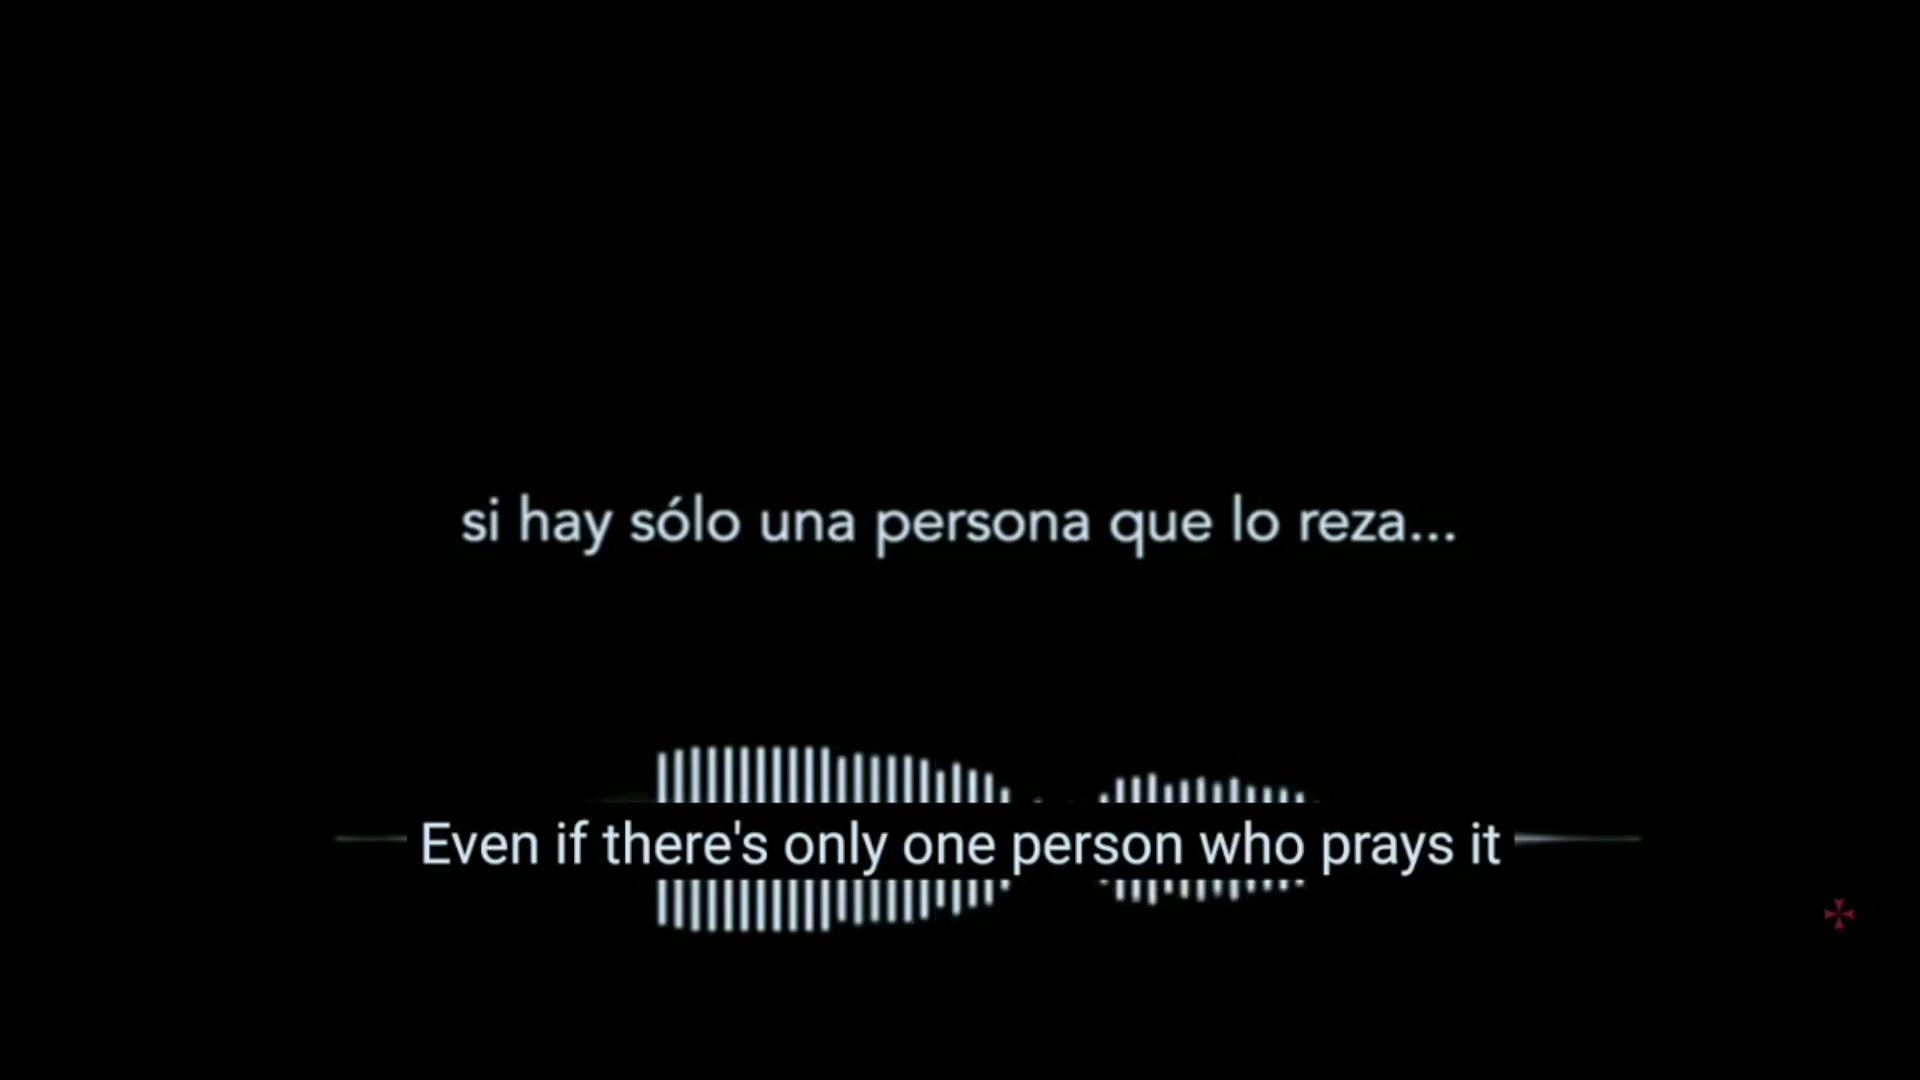 si hay sólo una persona que lo reza...
Even if there's only one person who prays it